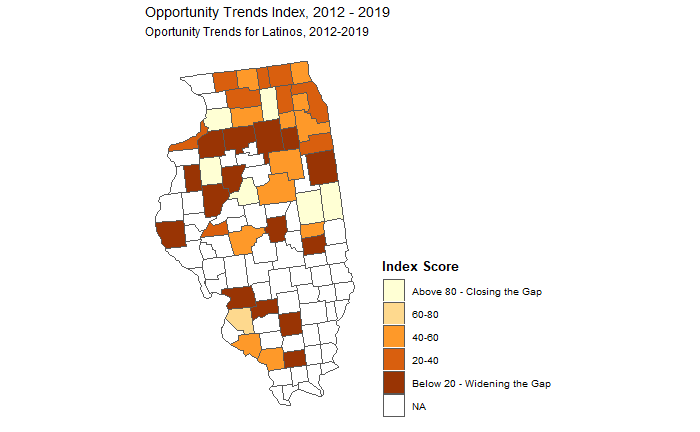 Opportunity Trends Index, 2012 - 2019
Oportunity Trends for Latinos, 2012-2019
Index Score
Above 80 - Closing the Gap
60-80
40-60
20-40
Below 20 - Widening the Gap
NA